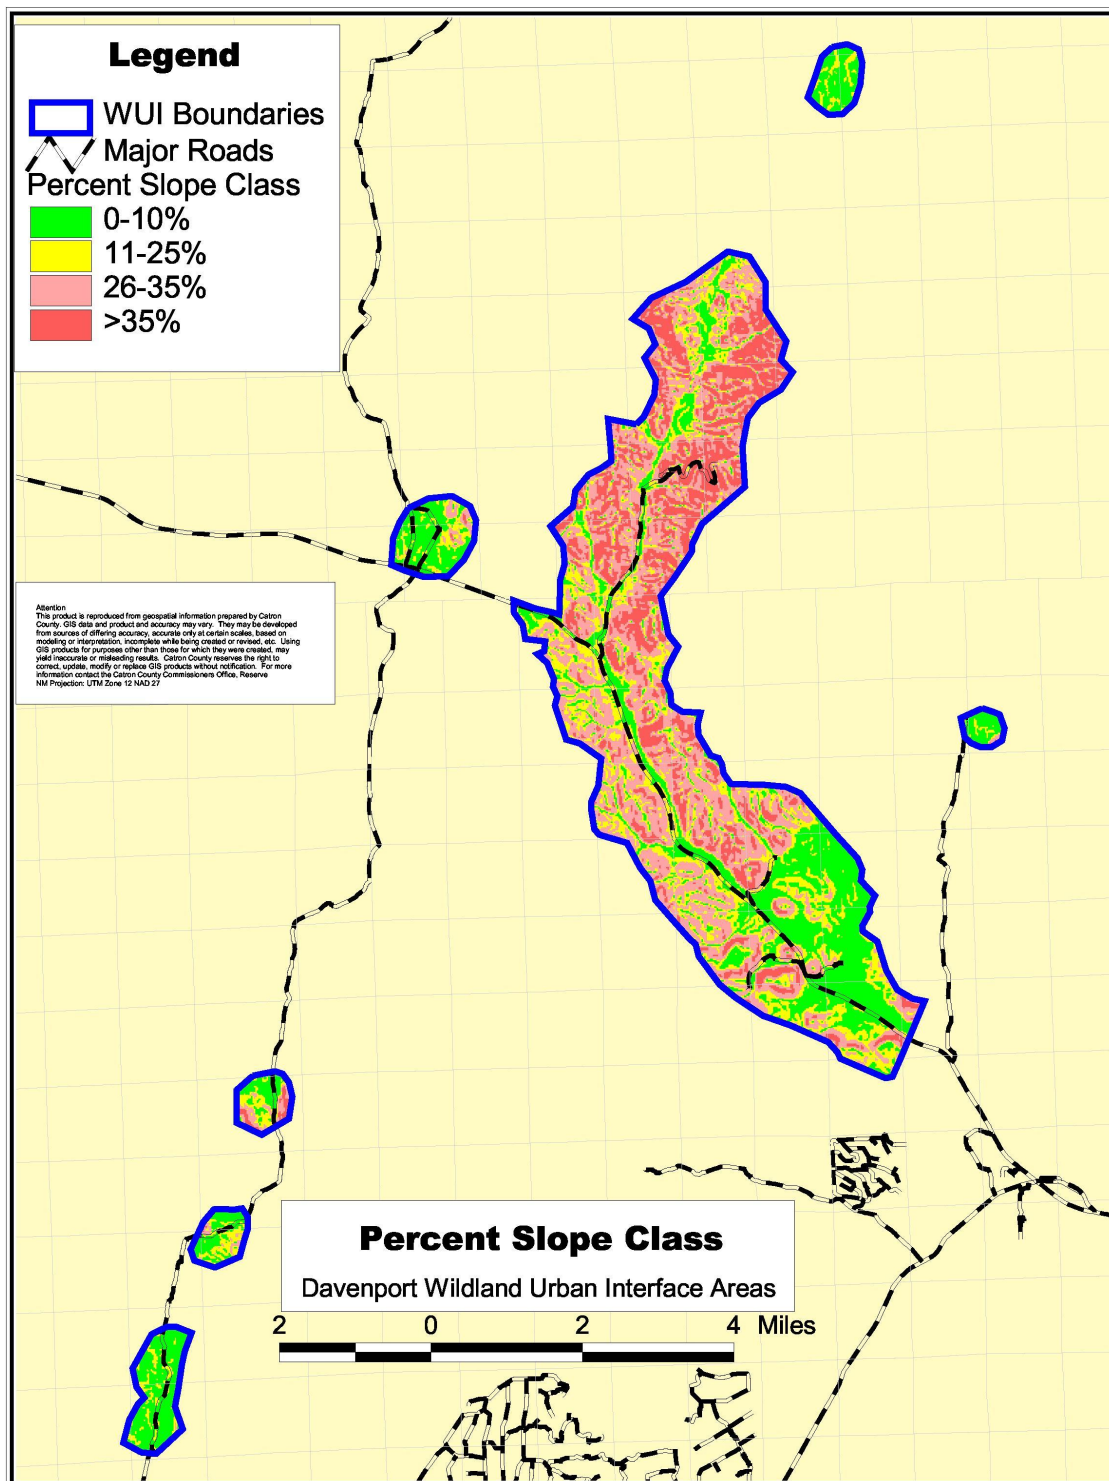 Legend
WUI Boundaries
Major Roads
Percent Slope Class
0-10%
11-25%
26-35%
>35%
Attention
This product is reproduced from geospatial information prepared by Catron
County. GIS data and product and accuracy may vary. They may be developed
from sources of differing accuracy, accurate only at certain scales, based on
modeling or interpretation, incomplete while being created or revised, etc. Using
GIS products for purposes other than those for which they were created, may
yield inaccurate or misleading results. Catron County reserves the right to
correct, update, modify or replace GIS products without notification. For more
information contact the Catron County Commissioners Office, Reserve
NM Projection: UTM Zone 12 NAD 27
Percent Slope Class
Davenport Wildland Urban Interface Areas
2 0 2 4 Miles